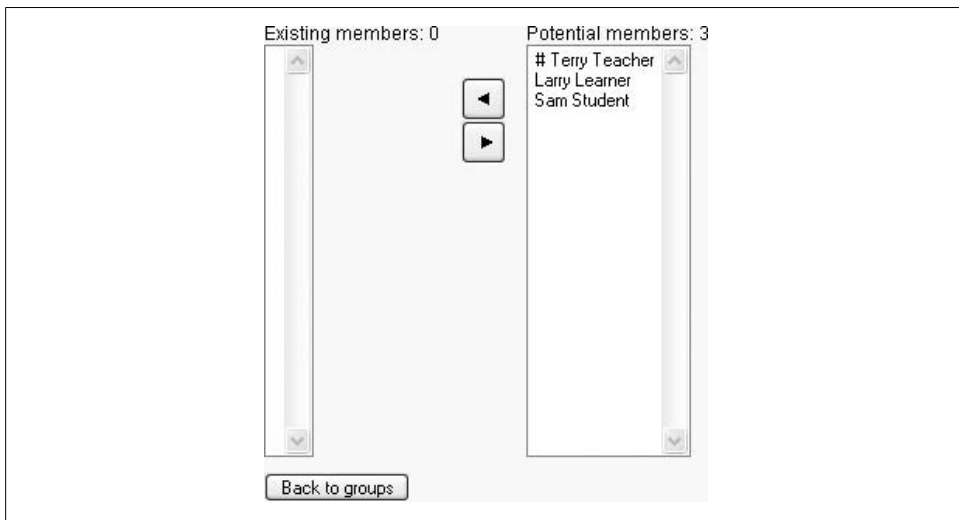 Existing members: 0
Potential members: 3
# Terry Teacher
Larry Learner
Sam Student
Back to groups